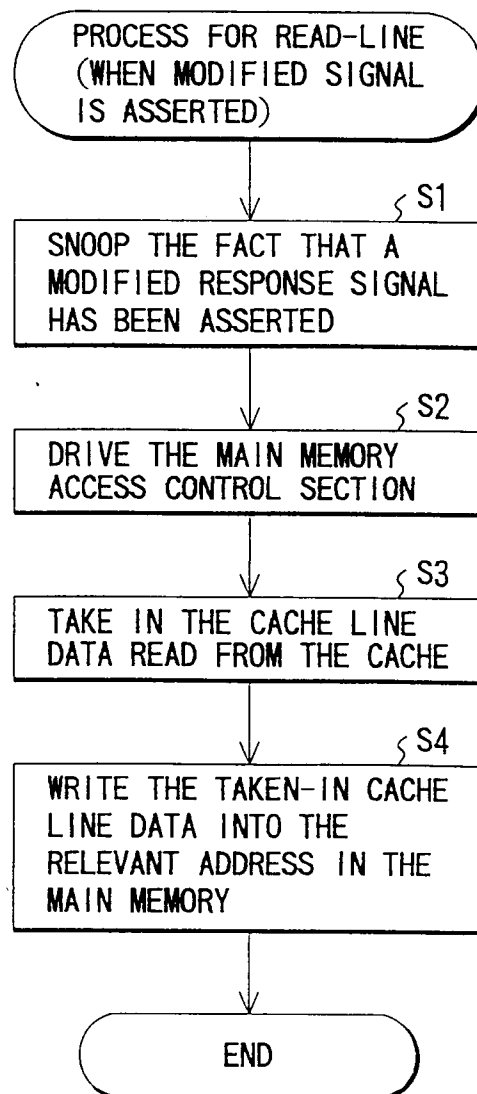 PROCESS FOR READ-LINE
(WHEN MODIFIED SIGNAL
IS ASSERTED)
S1
SNOOP THE FACT THAT A
MODIFIED RESPONSE SIGNAL
HAS BEEN ASSERTED
S2
DRIVE THE MAIN MEMORY
ACCESS CONTROL SECTION
S3
TAKE IN THE CACHE LINE
DATA READ FROM THE CACHE
S4
WRITE THE TAKEN-IN CACHE
LINE DATA INTO THE
RELEVANT ADDRESS IN THE
MAIN MEMORY
END